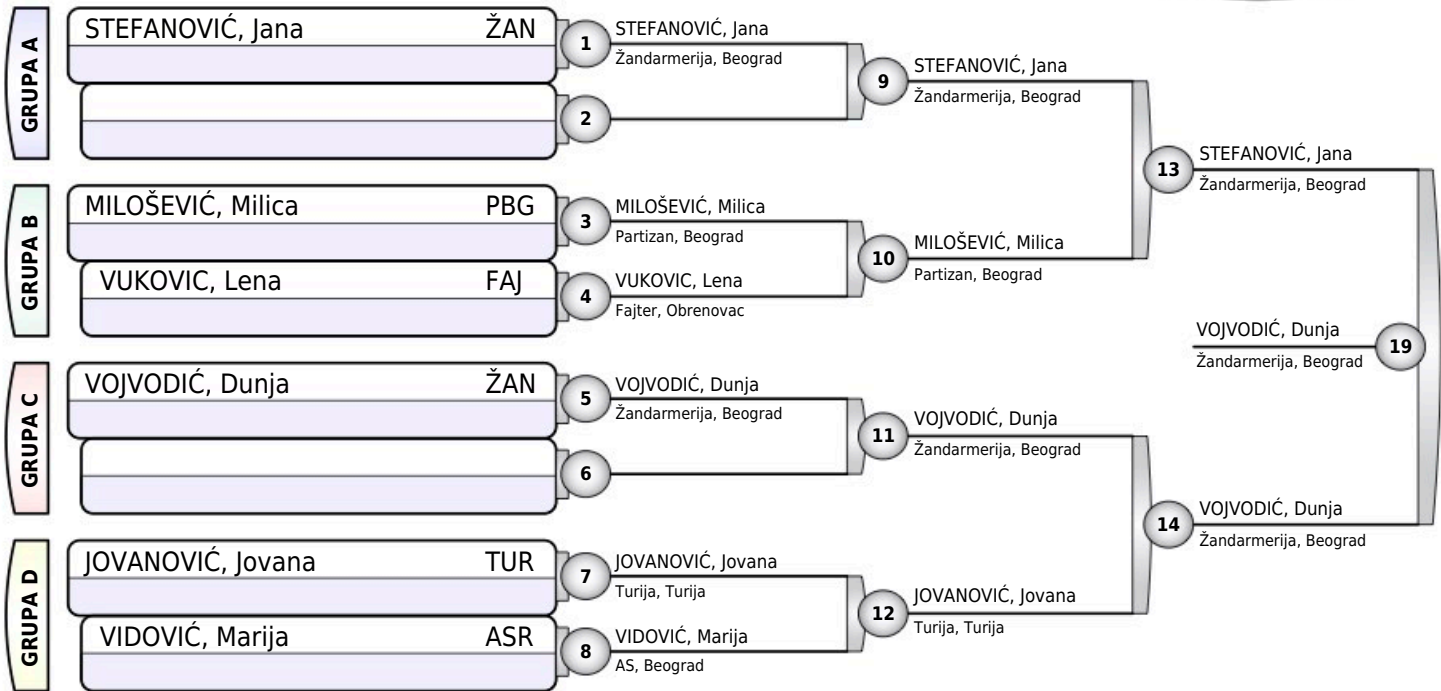 GRUPA A
STEFANOVIĆ, Jana ŽAN
1
STEFANOVIĆ, Jana
Žandarmerija, Beograd
2
9
STEFANOVIĆ, Jana
Žandarmerija, Beograd
13
STEFANOVIĆ, Jana
Žandarmerija, Beograd
GRUPA B
MILOŠEVIĆ, Milica PBG
3
MILOŠEVIĆ, Milica
Partizan, Beograd
VUKOVIC, Lena FAJ
4
VUKOVIC, Lena
Fajter, Obrenovac
10
MILOŠEVIĆ, Milica
Partizan, Beograd
VOJVODIĆ, Dunja
Žandarmerija, Beograd
19
GRUPA C
VOJVODIĆ, Dunja ŽAN
5
VOJVODIĆ, Dunja
Žandarmerija, Beograd
6
11
VOJVODIĆ, Dunja
Žandarmerija, Beograd
14
VOJVODIĆ, Dunja
Žandarmerija, Beograd
GRUPA D
JOVANOVIĆ, Jovana TUR
7
JOVANOVIĆ, Jovana
Turija, Turija
VIDOVIĆ, Marija ASR
8
VIDOVIĆ, Marija
AS, Beograd
12
JOVANOVIĆ, Jovana
Turija, Turija